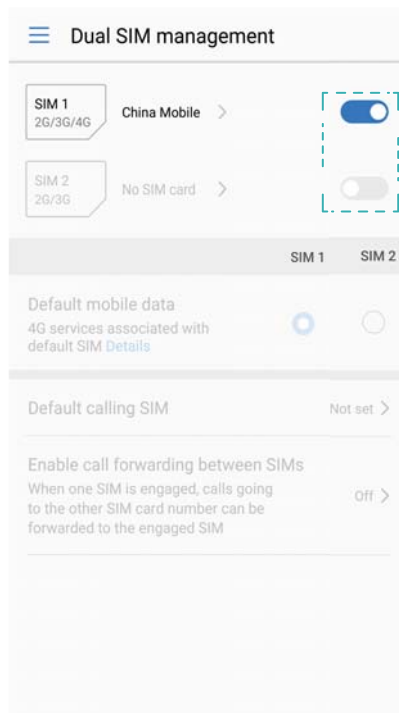 Dual SIM management
SIM 1
2G/3G/4G
China Mobile
SIM 2
2G/3G
No SIM card
SIM 1 SIM 2
Default mobile data
4G services associated with
default SIM Details
Default calling SIM
Not set
Enable call forwarding between SIMs
When one SIM is engaged, calls going
to the other SIM card number can be
forwarded to the engaged SIM
Off